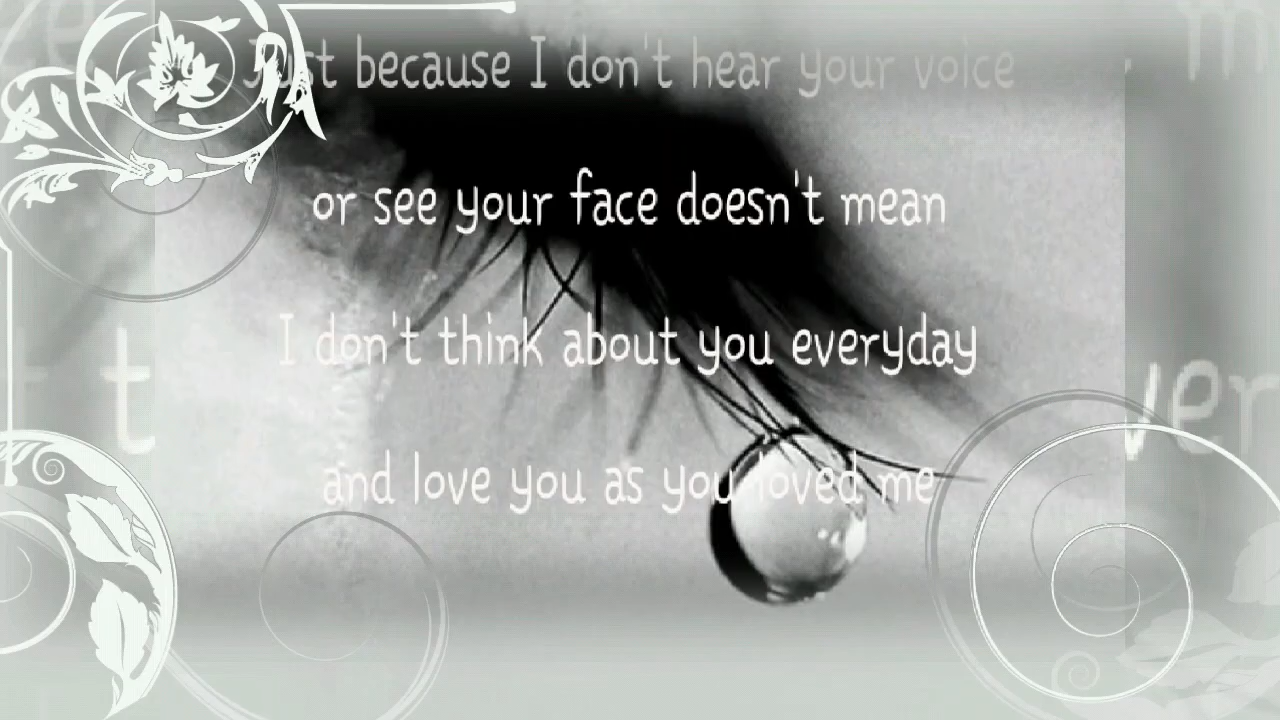 Just because I don't hear your voice
or see your face doesn't mean
I don't think about you everyday
and love you as you loved me